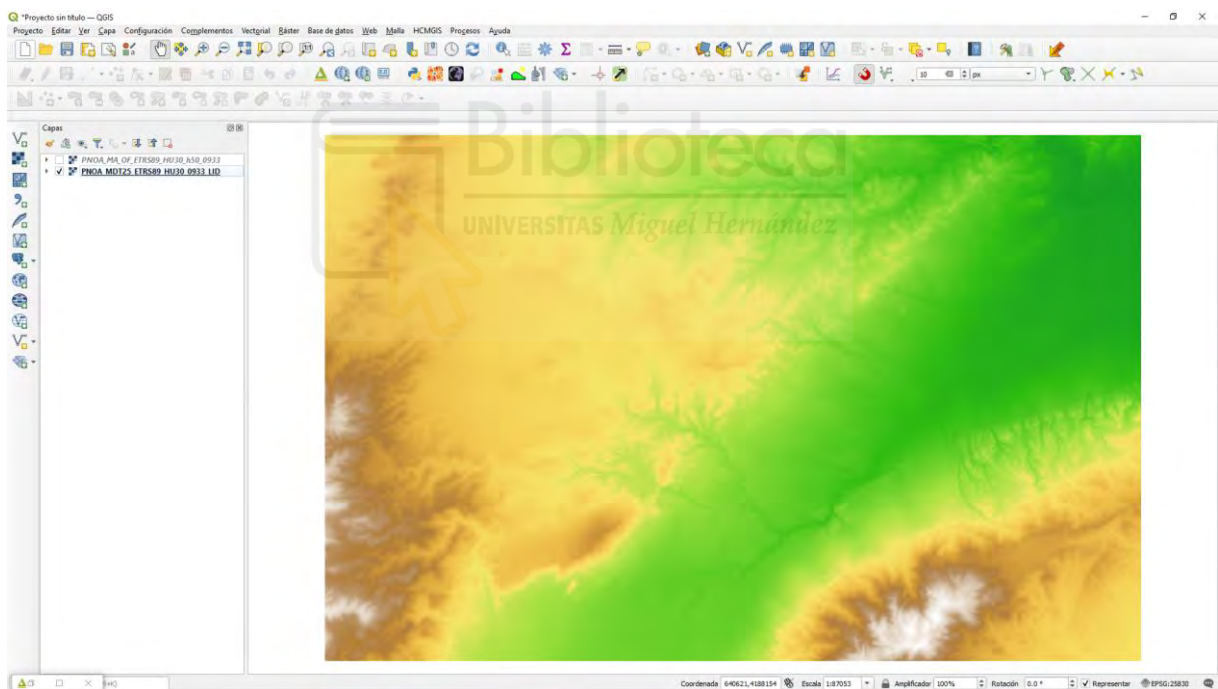 *Proyecto sin título — QGIS
Proyecto Editar Ver Capa Configuración Complementos Vectorial Ráster Base de datos Web Malla HCMGIS Procesos Ayuda
10 px
Capas
PNOA_MA_OF_ETRS89_HU30_h50_0933
PNOA_MDT25_ETRS89_HU30_0933_LID
Biblioteca
UNIVERSITAS Miguel Hernández
Coordenada 640621,4188154 Escala 1:87053 Amplificador 100% Rotación 0.0 ° Representar EPSG:25830